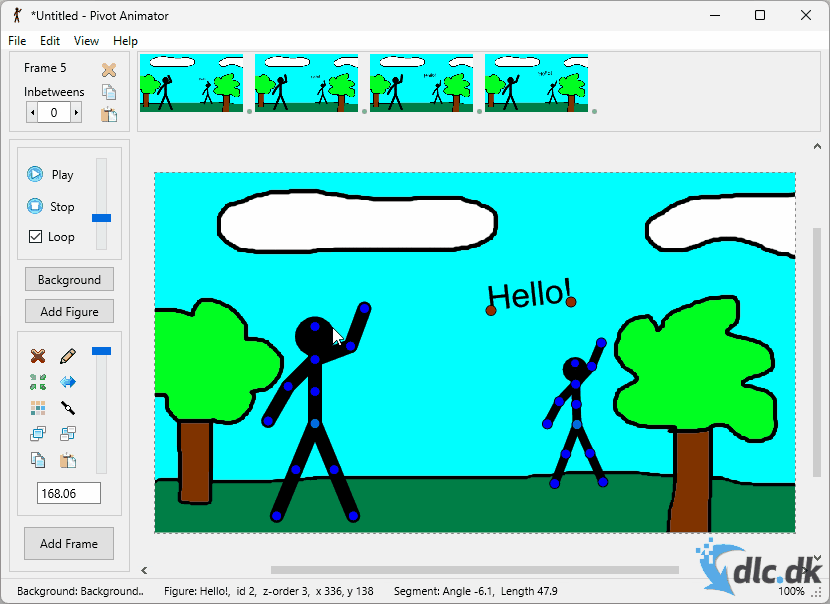 *Untitled - Pivot Animator
File Edit View Help
Frame 5
Inbetweens
0
Play
Stop
Loop
Background
Add Figure
168.06
Add Frame
Hello!
dlc.dk
Background: Background..
Figure: Hello!, id 2, z-order 3, x 336, y 138
Segment: Angle -6.1, Length 47.9
100%